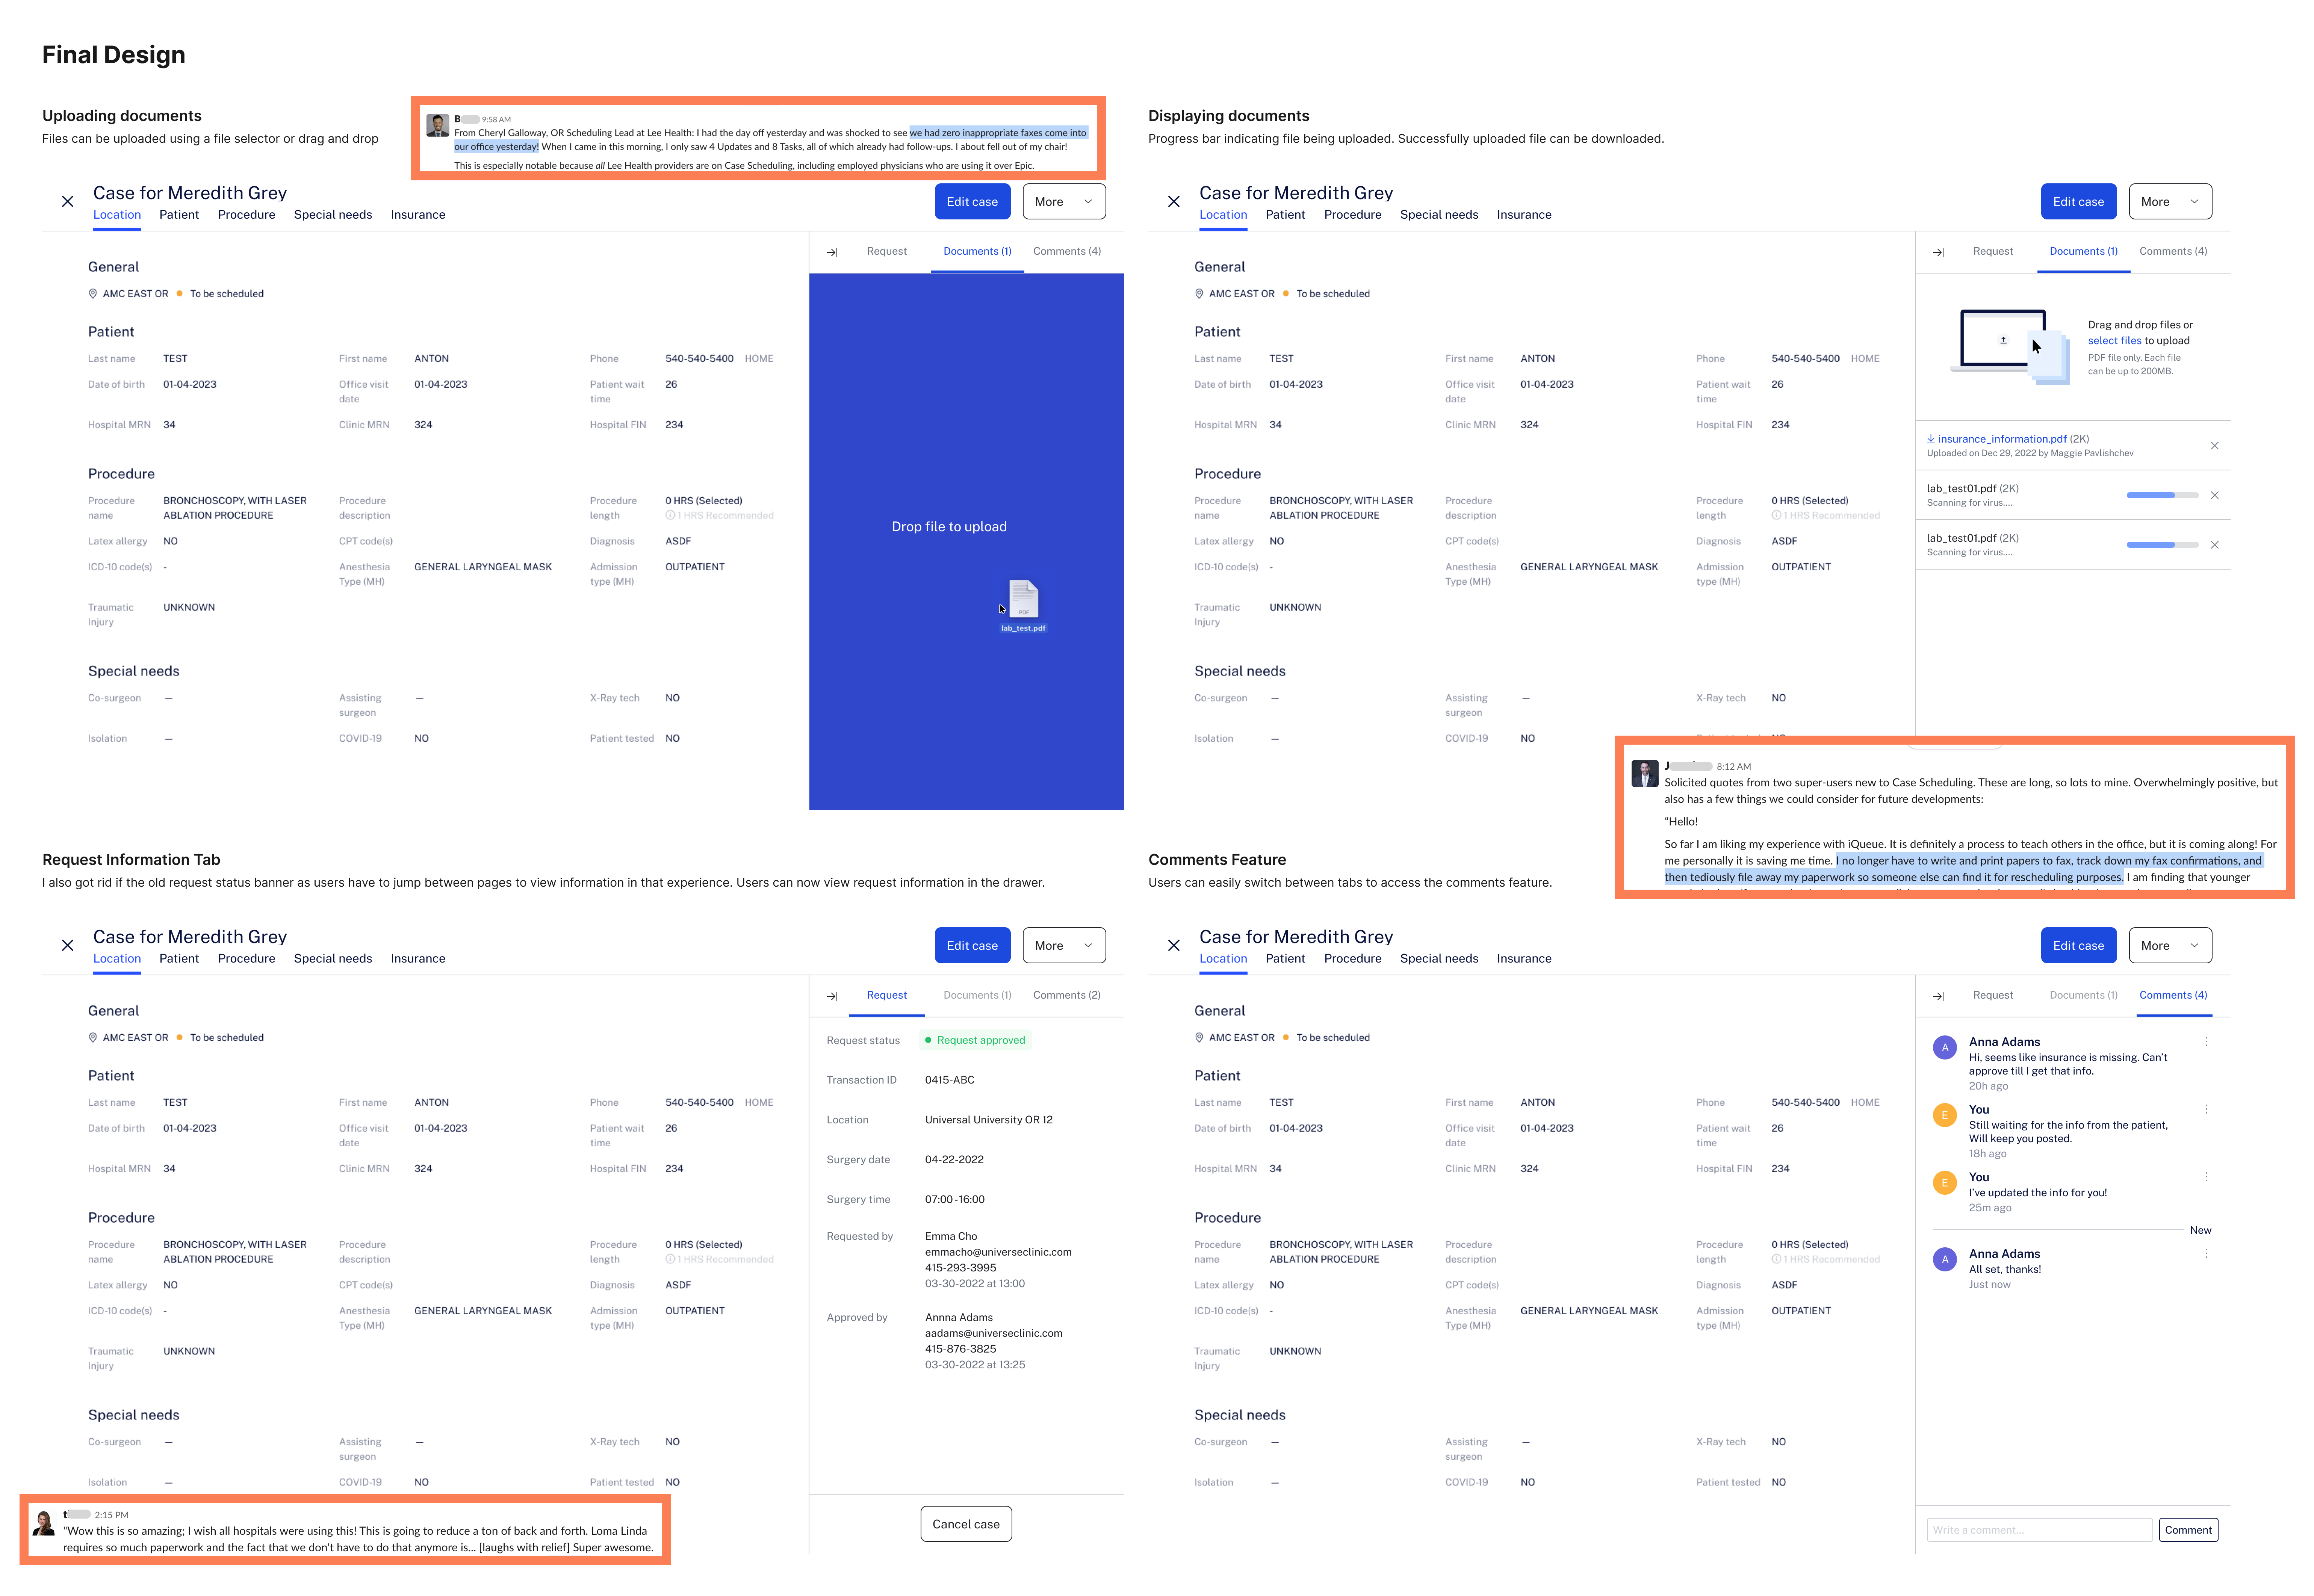 Final Design
Uploading documents
Files can be uploaded using a file selector or drag and drop
B
9:58 AM
From Cheryl Galloway, OR Scheduling Lead at Lee Health: I had the day off yesterday and was shocked to see we had zero inappropriate faxes come into
our office yesterday! When I came in this morning, I only saw 4 Updates and 8 Tasks, all of which already had follow-ups. I about fell out of my chair!
This is especially notable because all Lee Health providers are on Case Scheduling, including employed physicians who are using it over Epic.
Case for Meredith Grey
Edit case
More
Location Patient Procedure Special needs Insurance
Request Documents (1) Comments (4)
General
AMC EAST OR To be scheduled
Patient
Last name TEST First name ANTON Phone 540-540-5400 HOME
Date of birth 01-04-2023 Office visit 01-04-2023 Patient wait 26
date time
Hospital MRN 34 Clinic MRN 324 Hospital FIN 234
Procedure
Procedure BRONCHOSCOPY, WITH LASER Procedure Procedure 0 HRS (Selected)
name ABLATION PROCEDURE description length 1 HRS Recommended
Latex allergy NO CPT code(s) Diagnosis ASDF
ICD-10 code(s) - Anesthesia GENERAL LARYNGEAL MASK Admission OUTPATIENT
Type (MH) type (MH)
Traumatic UNKNOWN
Injury
Special needs
Co-surgeon — Assisting — X-Ray tech NO
surgeon
Isolation — COVID-19 NO Patient tested NO
Drop file to upload
PDF
lab_test.pdf
Displaying documents
Progress bar indicating file being uploaded. Successfully uploaded file can be downloaded.
Case for Meredith Grey
Edit case
More
Location Patient Procedure Special needs Insurance
Request Documents (1) Comments (4)
General
AMC EAST OR To be scheduled
Patient
Last name TEST First name ANTON Phone 540-540-5400 HOME
Date of birth 01-04-2023 Office visit 01-04-2023 Patient wait 26
date time
Hospital MRN 34 Clinic MRN 324 Hospital FIN 234
Procedure
Procedure BRONCHOSCOPY, WITH LASER Procedure Procedure 0 HRS (Selected)
name ABLATION PROCEDURE description length 1 HRS Recommended
Latex allergy NO CPT code(s) Diagnosis ASDF
ICD-10 code(s) - Anesthesia GENERAL LARYNGEAL MASK Admission OUTPATIENT
Type (MH) type (MH)
Traumatic UNKNOWN
Injury
Special needs
Co-surgeon — Assisting — X-Ray tech NO
surgeon
Isolation — COVID-19 NO
Drag and drop files or
select files to upload
PDF file only. Each file
can be up to 200MB.
insurance_information.pdf (2K)
Uploaded on Dec 29, 2022 by Maggie Pavlishchev
lab_test01.pdf (2K)
Scanning for virus....
lab_test01.pdf (2K)
Scanning for virus....
J
8:12 AM
Solicited quotes from two super-users new to Case Scheduling. These are long, so lots to mine. Overwhelmingly positive, but
also has a few things we could consider for future developments:
"Hello!
So far I am liking my experience with iQueue. It is definitely a process to teach others in the office, but it is coming along! For
me personally it is saving me time. I no longer have to write and print papers to fax, track down my fax confirmations, and
then tediously file away my paperwork so someone else can find it for rescheduling purposes. I am finding that younger
Request Information Tab
I also got rid if the old request status banner as users have to jump between pages to view information in that experience. Users can now view request information in the drawer.
Case for Meredith Grey
Edit case
More
Location Patient Procedure Special needs Insurance
Request Documents (1) Comments (2)
General
AMC EAST OR To be scheduled
Patient
Last name TEST First name ANTON Phone 540-540-5400 HOME
Date of birth 01-04-2023 Office visit 01-04-2023 Patient wait 26
date time
Hospital MRN 34 Clinic MRN 324 Hospital FIN 234
Procedure
Procedure BRONCHOSCOPY, WITH LASER Procedure Procedure 0 HRS (Selected)
name ABLATION PROCEDURE description length 1 HRS Recommended
Latex allergy NO CPT code(s) Diagnosis ASDF
ICD-10 code(s) - Anesthesia GENERAL LARYNGEAL MASK Admission OUTPATIENT
Type (MH) type (MH)
Traumatic UNKNOWN
Injury
Special needs
Co-surgeon — Assisting — X-Ray tech NO
surgeon
Isolation — COVID-19 NO Patient tested NO
Request status Request approved
Transaction ID 0415-ABC
Location Universal University OR 12
Surgery date 04-22-2022
Surgery time 07:00-16:00
Requested by Emma Cho
emmacho@universeclinic.com
415-293-3995
03-30-2022 at 13:00
Approved by Annna Adams
aadams@universeclinic.com
415-876-3825
03-30-2022 at 13:25
Cancel case
t
2:15 PM
"Wow this is so amazing; I wish all hospitals were using this! This is going to reduce a ton of back and forth. Loma Linda
requires so much paperwork and the fact that we don't have to do that anymore is... [laughs with relief] Super awesome.
Comments Feature
Users can easily switch between tabs to access the comments feature.
Case for Meredith Grey
Edit case
More
Location Patient Procedure Special needs Insurance
Request Documents (1) Comments (4)
General
AMC EAST OR To be scheduled
Patient
Last name TEST First name ANTON Phone 540-540-5400 HOME
Date of birth 01-04-2023 Office visit 01-04-2023 Patient wait 26
date time
Hospital MRN 34 Clinic MRN 324 Hospital FIN 234
Procedure
Procedure BRONCHOSCOPY, WITH LASER Procedure Procedure 0 HRS (Selected)
name ABLATION PROCEDURE description length 1 HRS Recommended
Latex allergy NO CPT code(s) Diagnosis ASDF
ICD-10 code(s) - Anesthesia GENERAL LARYNGEAL MASK Admission OUTPATIENT
Type (MH) type (MH)
Traumatic UNKNOWN
Injury
Special needs
Co-surgeon — Assisting — X-Ray tech NO
surgeon
Isolation — COVID-19 NO Patient tested NO
A
Anna Adams
Hi, seems like insurance is missing. Can't
approve till I get that info.
20h ago
E
You
Still waiting for the info from the patient,
Will keep you posted.
18h ago
E
You
I've updated the info for you!
25m ago
New
A
Anna Adams
All set, thanks!
Just now
Write a comment...
Comment